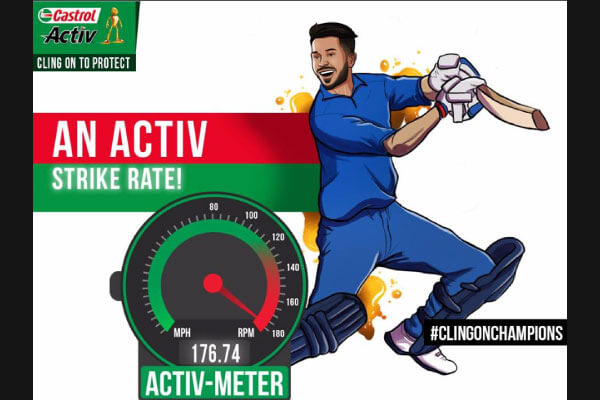 Castrol
Activ
CLING ON TO PROTECT
AN ACTIV
STRIKE RATE!
80
100
120
140
160
180
MPH
RPM
176.74
ACTIV-METER
#CLINGONCHAMPIONS